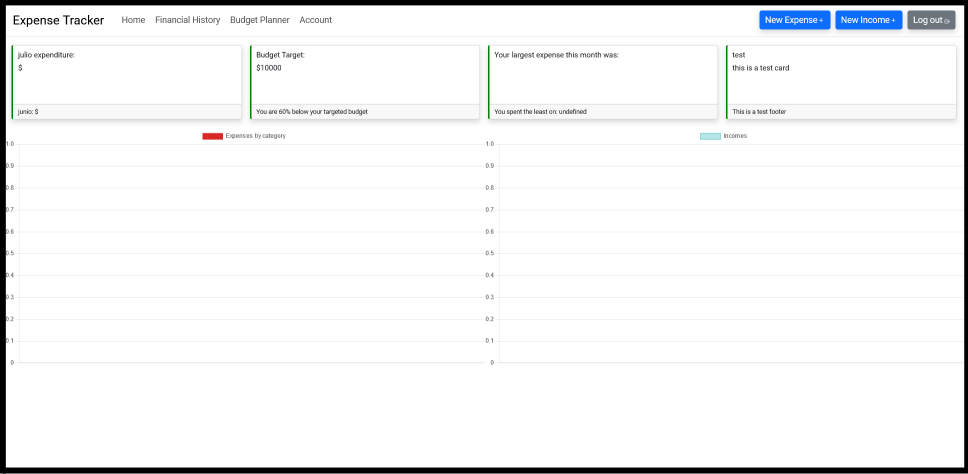 Expense Tracker Home Financial History Budget Planner Account New Expense + New Income + Log out
julio expenditure:
$
junio: $
Budget Target:
$10000
You are 60% below your targeted budget
Your largest expense this month was:
You spent the least on: undefined
test
this is a test card
This is a test footer
Expenses by category
1.0
0.9
0.8
0.7
0.6
0.5
0.4
0.3
0.2
0.1
0
Incomes
1.0
0.9
0.8
0.7
0.6
0.5
0.4
0.3
0.2
0.1
0